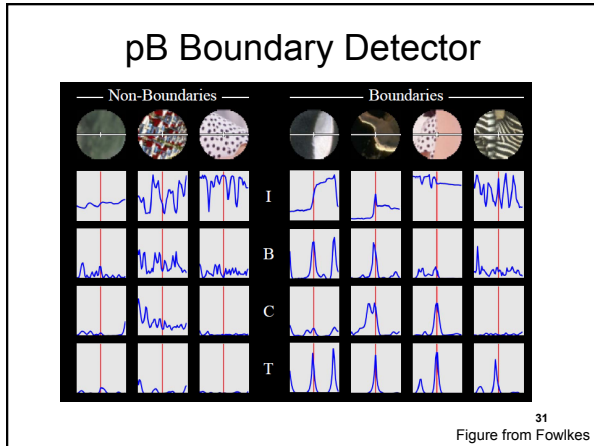 pB Boundary Detector
Non-Boundaries
Boundaries
I
B
C
T
31
Figure from Fowlkes